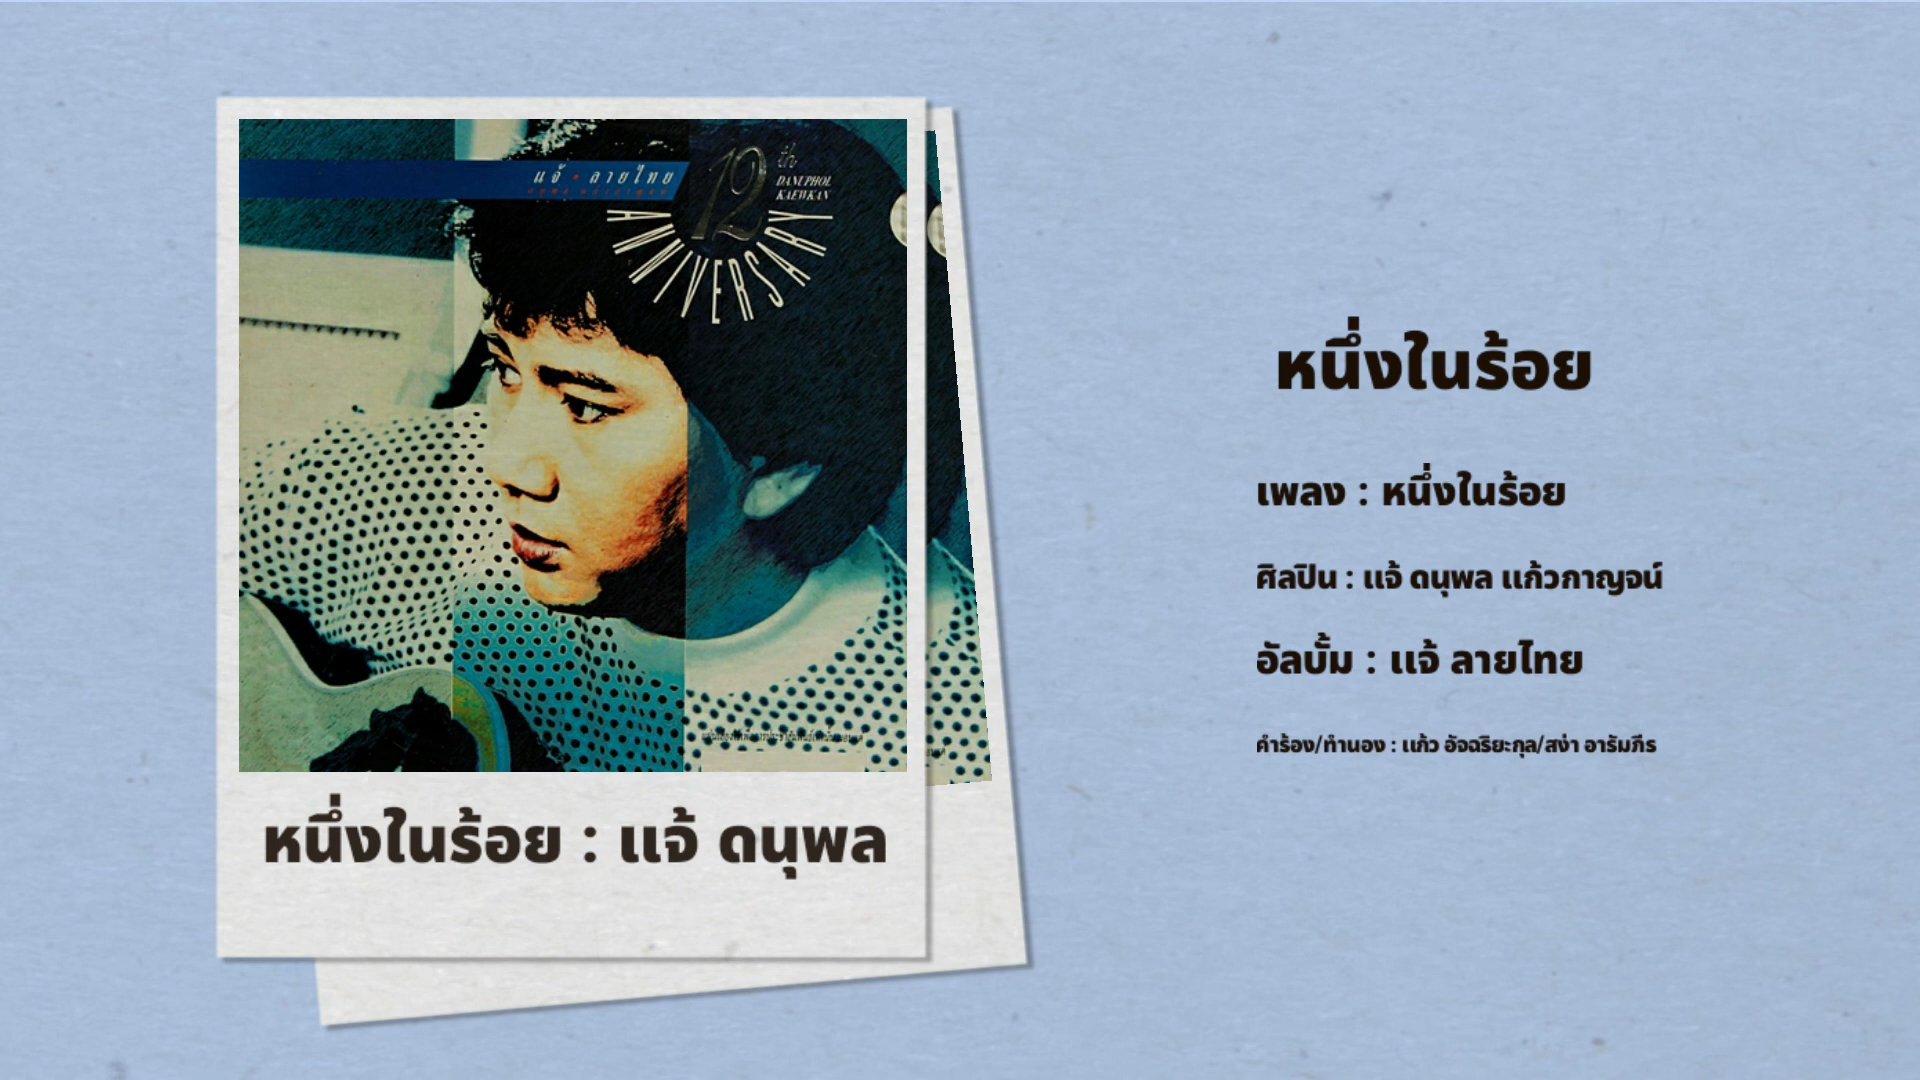 แจ้ • ลายไทย
12 ปี
DANUPHOL
KAEWKAN
ANNIVERSARY
หนึ่งในร้อย : แจ้ ดนุพล
หนึ่งในร้อย
เพลง : หนึ่งในร้อย
ศิลปิน : แจ้ ดนุพล แก้วกาญจน์
อัลบั้ม : แจ้ ลายไทย
คำร้อง/ทำนอง : แก้ว อัจฉริยะกุล/สง่า อารัมภีร